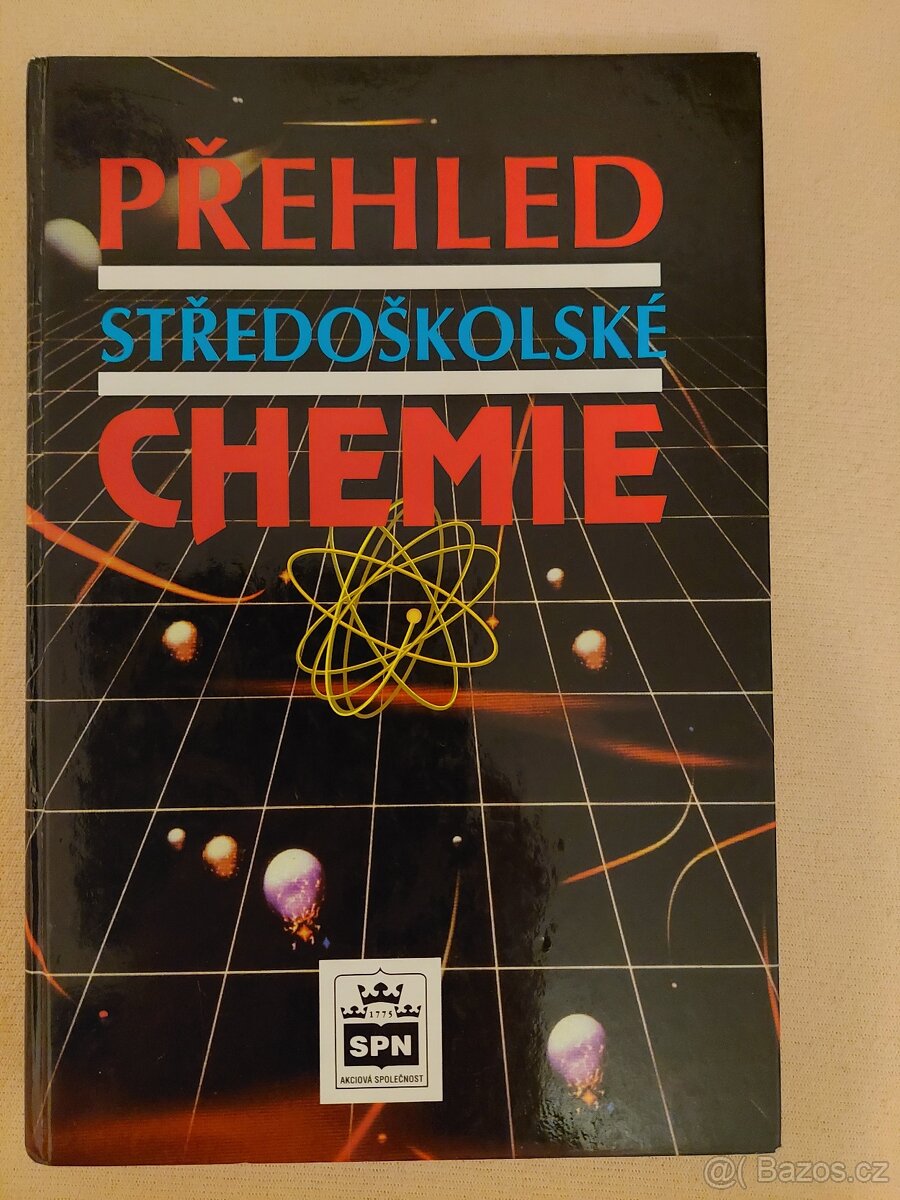 PŘEHLED
STŘEDOŠKOLSKÉ
CHEMIE
1775
SPN
AKCIOVÁ SPOLEČNOST
@( Bazos.cz